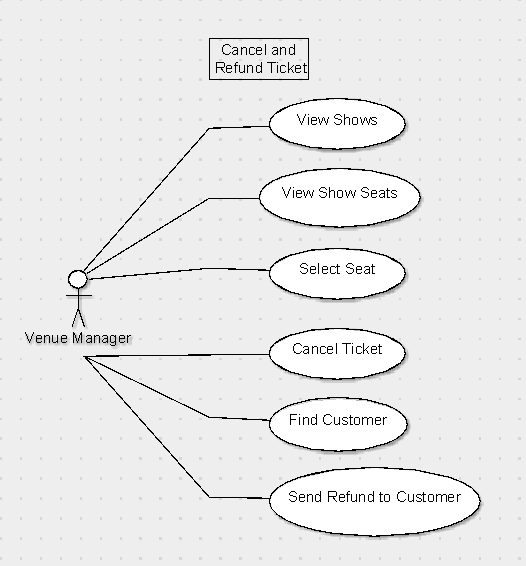 Cancel and
Refund Ticket
View Shows
View Show Seats
Select Seat
Venue Manager
Cancel Ticket
Find Customer
Send Refund to Customer